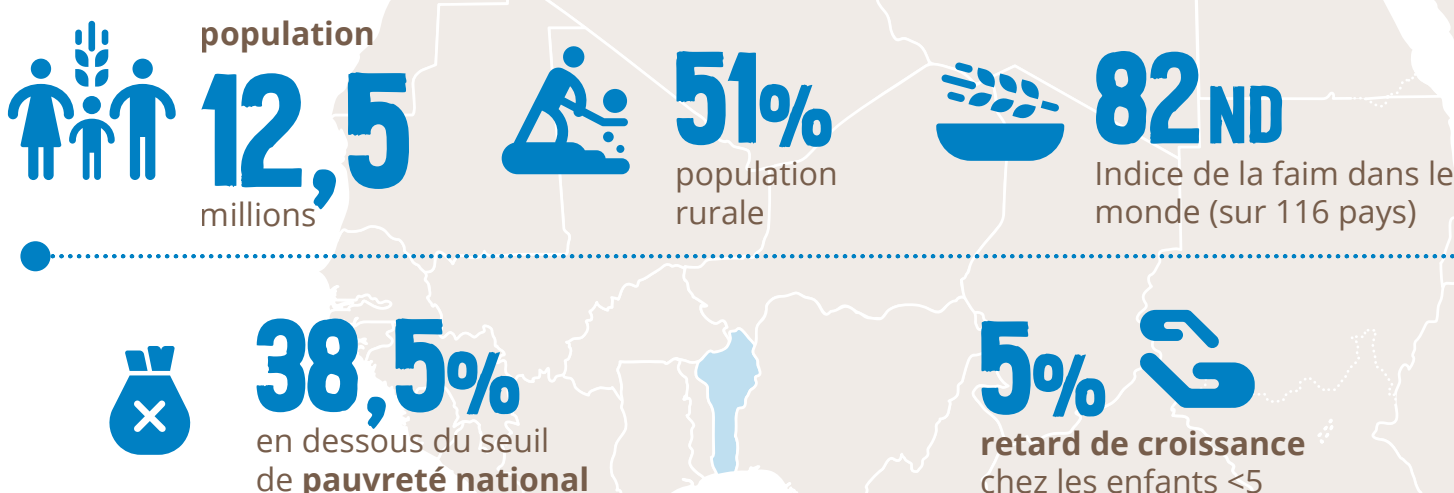 population
12,5
millions
51%
population
rurale
82ND
Indice de la faim dans le
monde (sur 116 pays)
38,5%
en dessous du seuil
de pauvreté national
5%
retard de croissance
chez les enfants <5